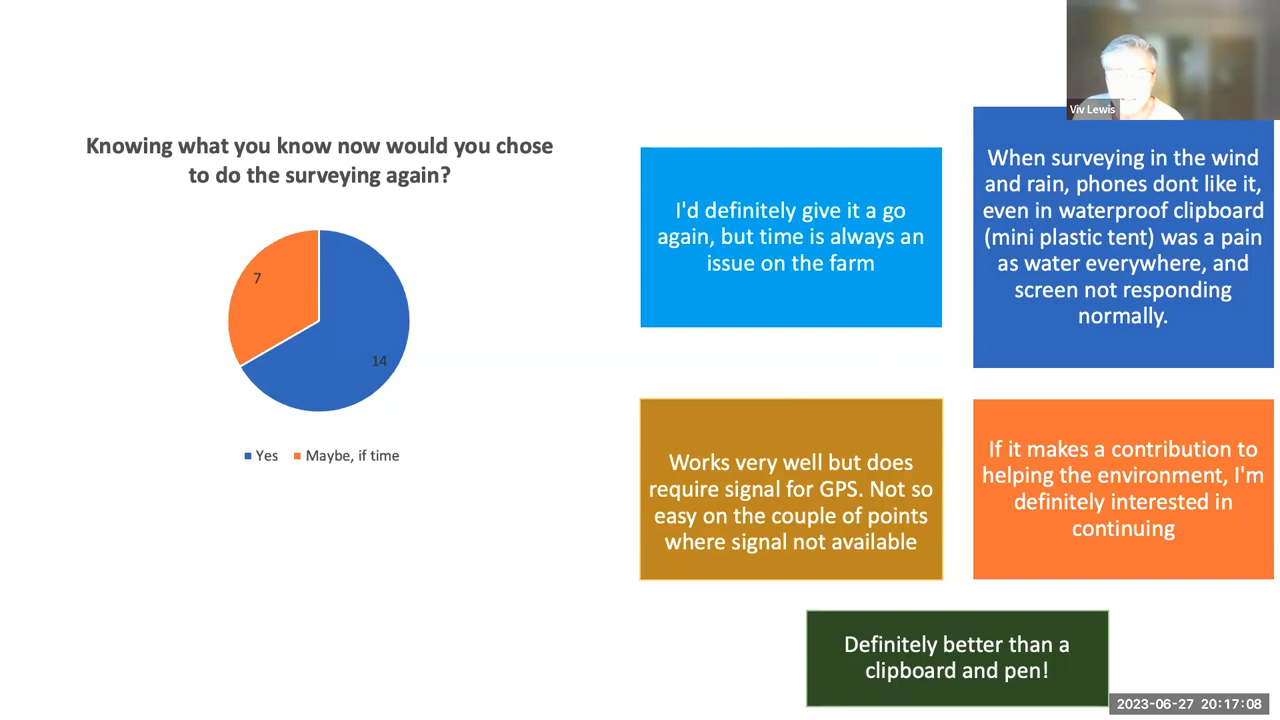 Viv Lewis
Knowing what you know now would you chose
to do the surveying again?
7
14
Yes
Maybe, if time
I'd definitely give it a go
again, but time is always an
issue on the farm
When surveying in the wind
and rain, phones dont like it,
even in waterproof clipboard
(mini plastic tent) was a pain
as water everywhere, and
screen not responding
normally.
Works very well but does
require signal for GPS. Not so
easy on the couple of points
where signal not available
If it makes a contribution to
helping the environment, I'm
definitely interested in
continuing
Definitely better than a
clipboard and pen!
2023-06-27 20:17:08